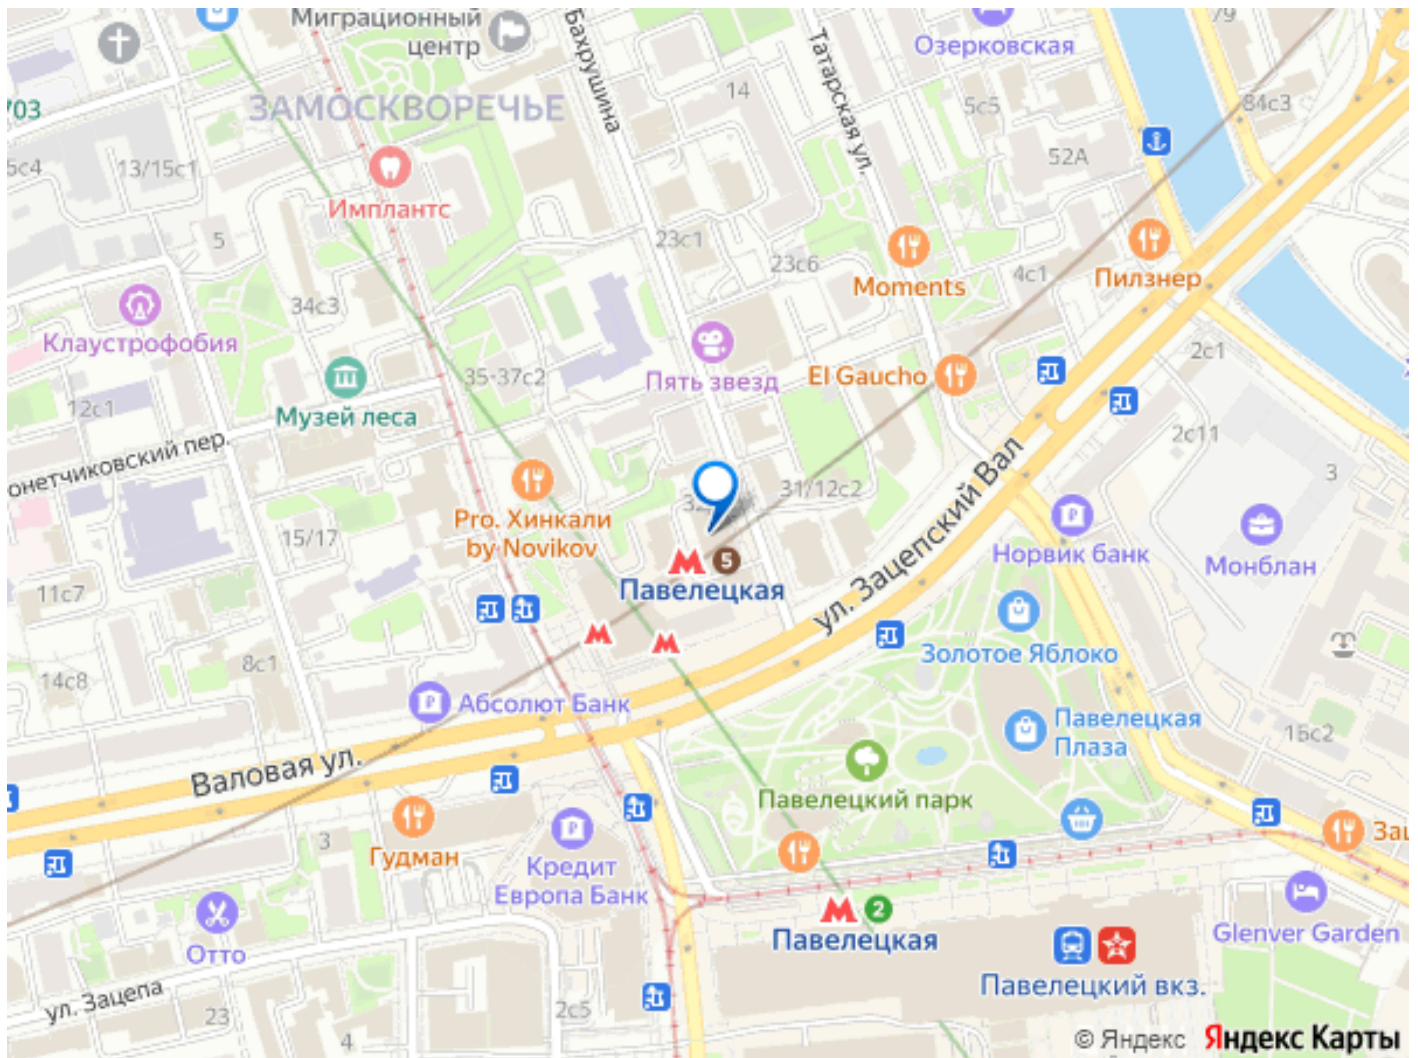 Миграционный
центр
Бахрушина
Татарская ул.
Озерковская
79
703
ЗАМОСКВОРЕЧЬЕ
14
5с5
84с3
13/15с1
52А
Имплантс
5
23с1
23с6
Moments
4с1
Пилзнер
34с3
Клаустрофобия
2с1
Пять звезд
El Gaucho
35-37с2
Музей леса
12с1
2с11
онетчиковский пер.
3
31/12с2
Pro. Хинкали
by Novikov
15/17
ул. Зацепский Вал
Норвик банк
Монблан
5
Павелецкая
11с7
8с1
14с8
Золотое Яблоко
Абсолют Банк
Павелецкая
Плаза
Валовая ул.
Павелецкий парк
3
Гудман
Кредит
Европа Банк
2
Павелецкая
Отто
Glenver Garden
Павелецкий вкз.
ул. Зацепа
23
2с5
4
© Яндекс Яндекс Карты